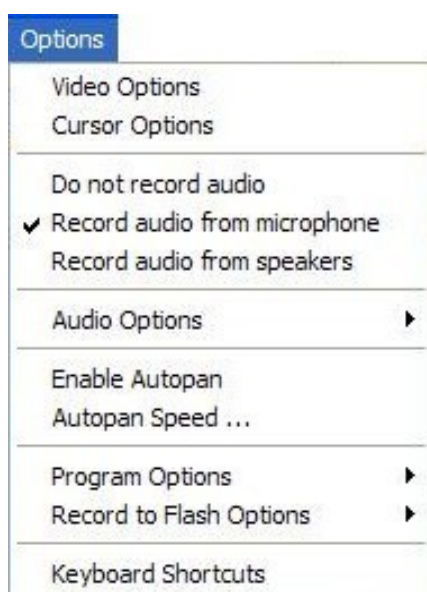 Options
Video Options
Cursor Options
Do not record audio
Record audio from microphone
Record audio from speakers
Audio Options
Enable Autopan
Autopan Speed ...
Program Options
Record to Flash Options
Keyboard Shortcuts